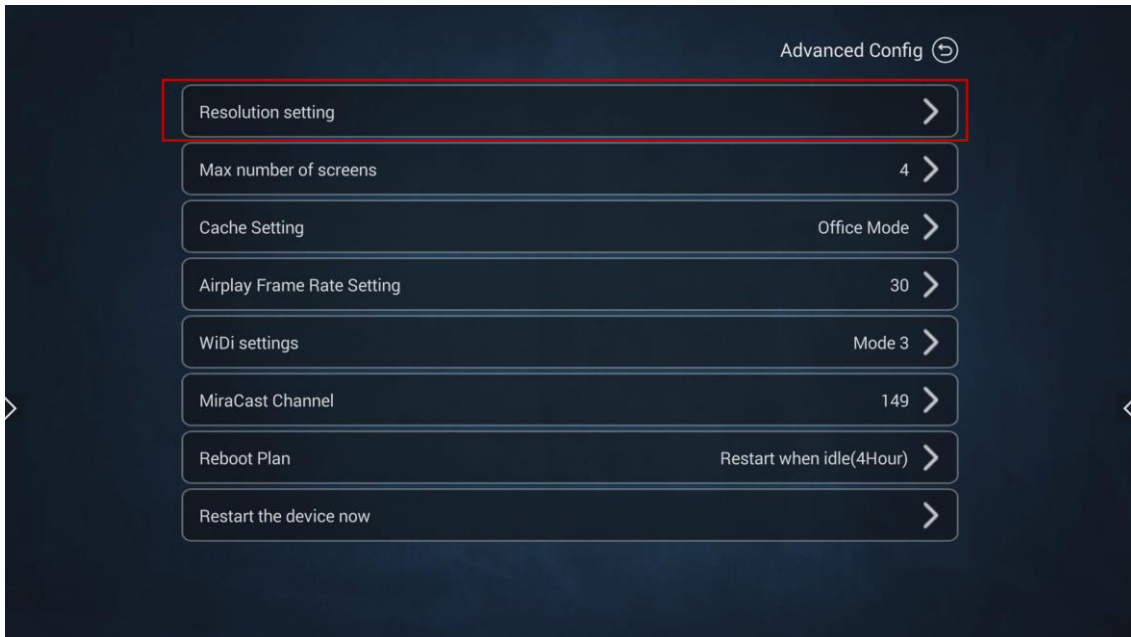 Advanced Config
Resolution setting
Max number of screens 4
Cache Setting Office Mode
Airplay Frame Rate Setting 30
WiDi settings Mode 3
MiraCast Channel 149
Reboot Plan Restart when idle(4Hour)
Restart the device now